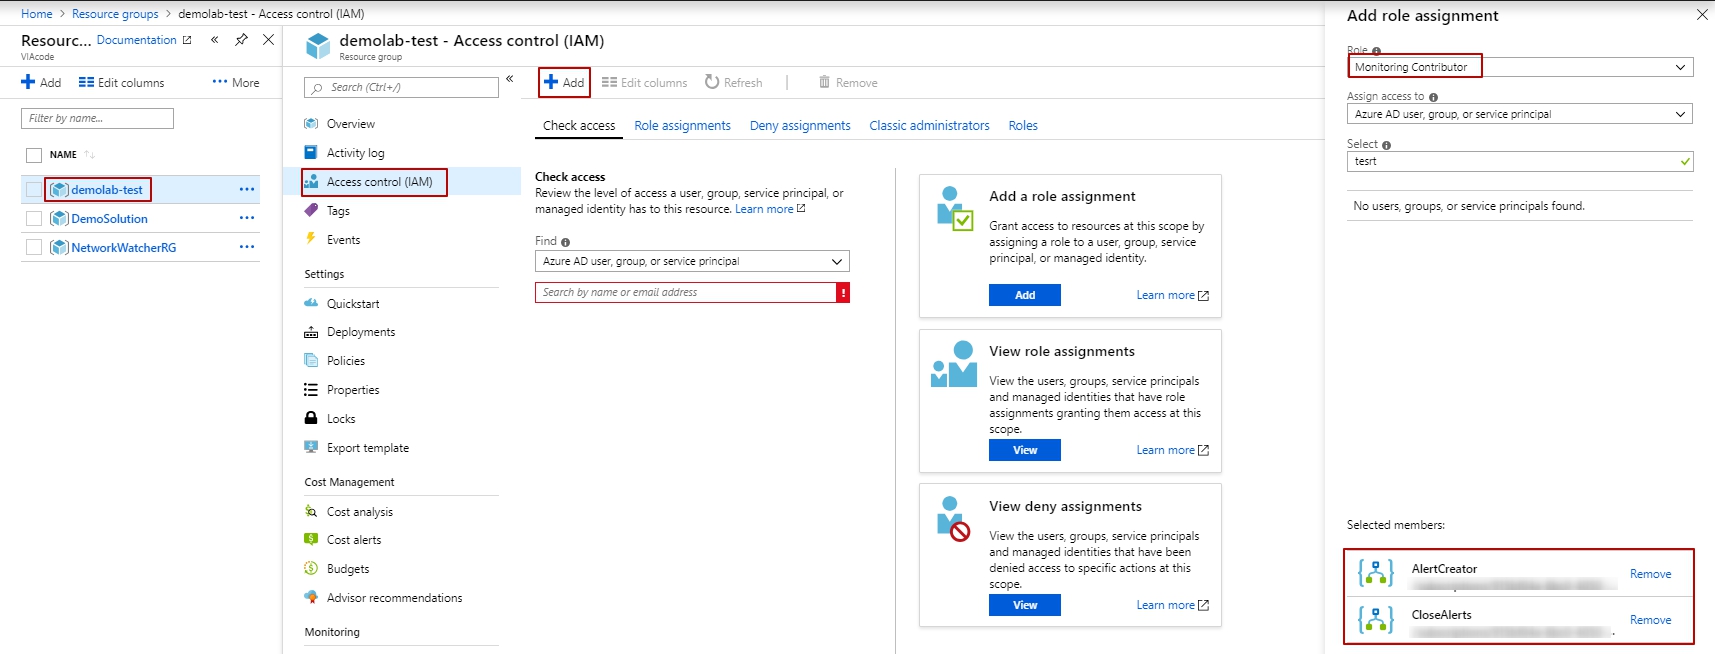 Home > Resource groups > demolab-test - Access control (IAM)
Resourc... Documentation
VIAcode
Add Edit columns ••• More
Filter by name...
NAME
demolab-test •••
DemoSolution •••
NetworkWatcherRG •••
demolab-test - Access control (IAM)
Resource group
Search (Ctrl+/)
Overview
Activity log
Access control (IAM)
Tags
Events
Settings
Quickstart
Deployments
Policies
Properties
Locks
Export template
Cost Management
Cost analysis
Cost alerts
Budgets
Advisor recommendations
Monitoring
Add Edit columns Refresh | Remove
Check access Role assignments Deny assignments Classic administrators Roles
Check access
Review the level of access a user, group, service principal, or
managed identity has to this resource. Learn more
Find
Azure AD user, group, or service principal
Search by name or email address
!
Add a role assignment
Grant access to resources at this scope by
assigning a role to a user, group, service
principal, or managed identity.
Add Learn more
View role assignments
View the users, groups, service principals
and managed identities that have role
assignments granting them access at this
scope.
View Learn more
View deny assignments
View the users, groups, service principals
and managed identities that have been
denied access to specific actions at this
scope.
View Learn more
Add role assignment
Role
Monitoring Contributor
Assign access to
Azure AD user, group, or service principal
Select
tesrt
No users, groups, or service principals found.
Selected members:
AlertCreator
Remove
CloseAlerts
Remove